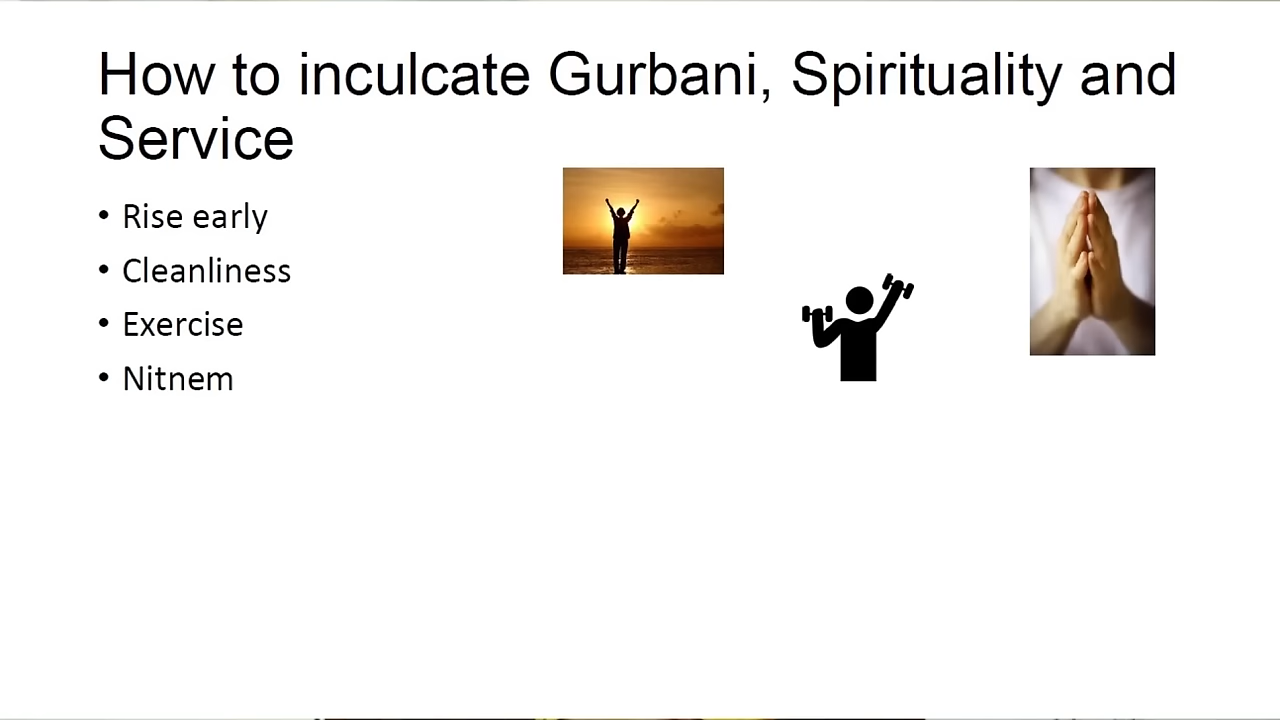 How to inculcate Gurbani, Spirituality and
Service
• Rise early
• Cleanliness
• Exercise
• Nitnem